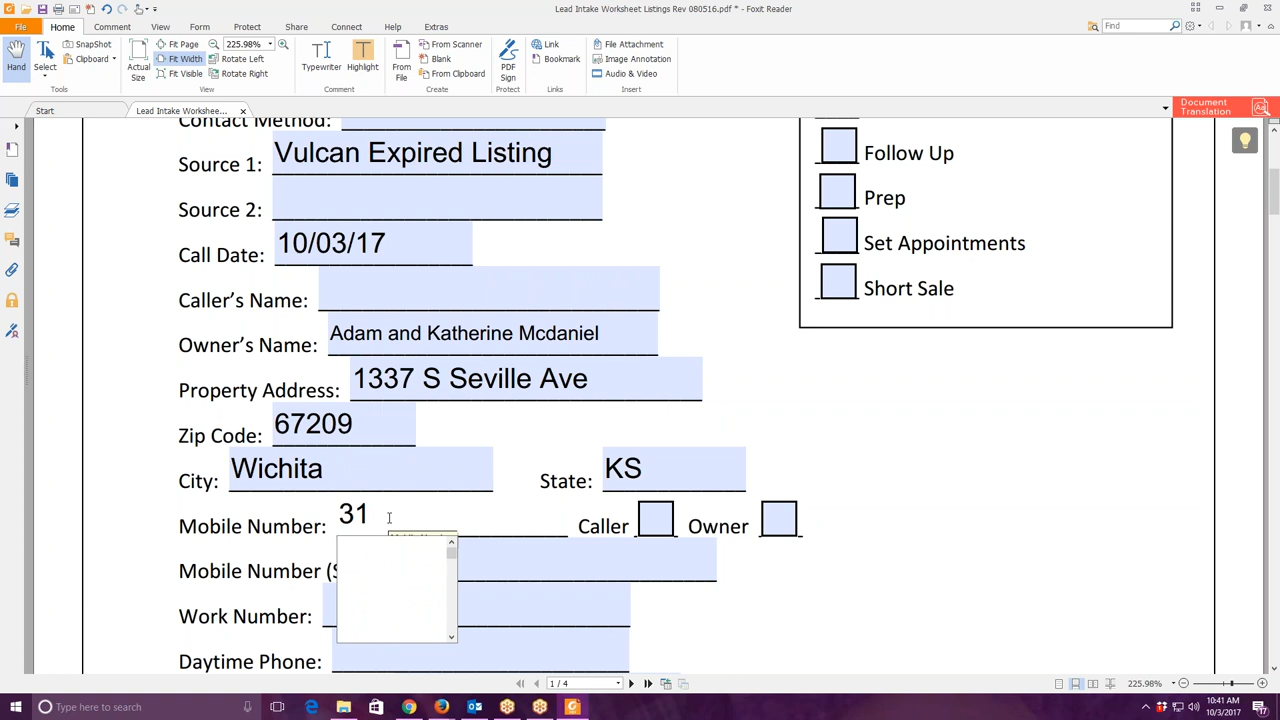 Lead Intake Worksheet Listings Rev 080516.pdf * - Foxit Reader
File Home Comment View Form Protect Share Connect Help Extras
Find
Hand
Select
SnapShot
Clipboard
Tools
Actual Size
Fit Page
Fit Width
Fit Visible
225.98%
Rotate Left
Rotate Right
View
Typewriter
Highlight
Comment
From File
From Scanner
Blank
From Clipboard
Create
PDF Sign
Protect
Link
Bookmark
Links
File Attachment
Image Annotation
Audio & Video
Insert
Start
Lead Intake Workshee...
Document Translation
Contact Method:
Source 1: Vulcan Expired Listing
Source 2:
Call Date: 10/03/17
Caller's Name:
Owner's Name: Adam and Katherine Mcdaniel
Property Address: 1337 S Seville Ave
Zip Code: 67209
City: Wichita State: KS
Mobile Number: 31 Caller Owner
Mobile Number (S
Work Number:
Daytime Phone:
Follow Up
Prep
Set Appointments
Short Sale
1 / 4
225.98%
Type here to search
10:41 AM
10/3/2017